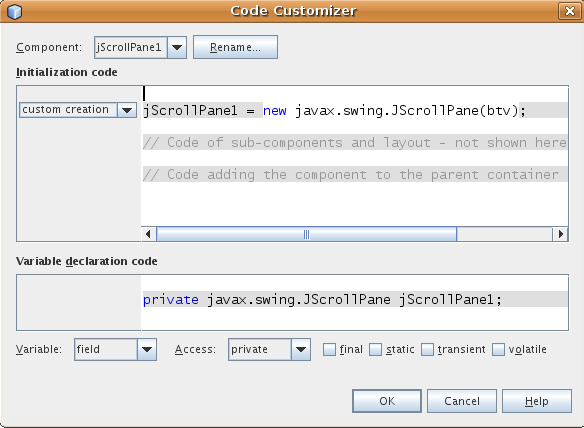 Code Customizer
Component: jScrollPane1 Rename...
Initialization code
custom creation jScrollPane1 = new javax.swing.JScrollPane(btv);
// Code of sub-components and layout - not shown here
// Code adding the component to the parent container
Variable declaration code
private javax.swing.JScrollPane jScrollPane1;
Variable: field Access: private final static transient volatile
OK Cancel Help